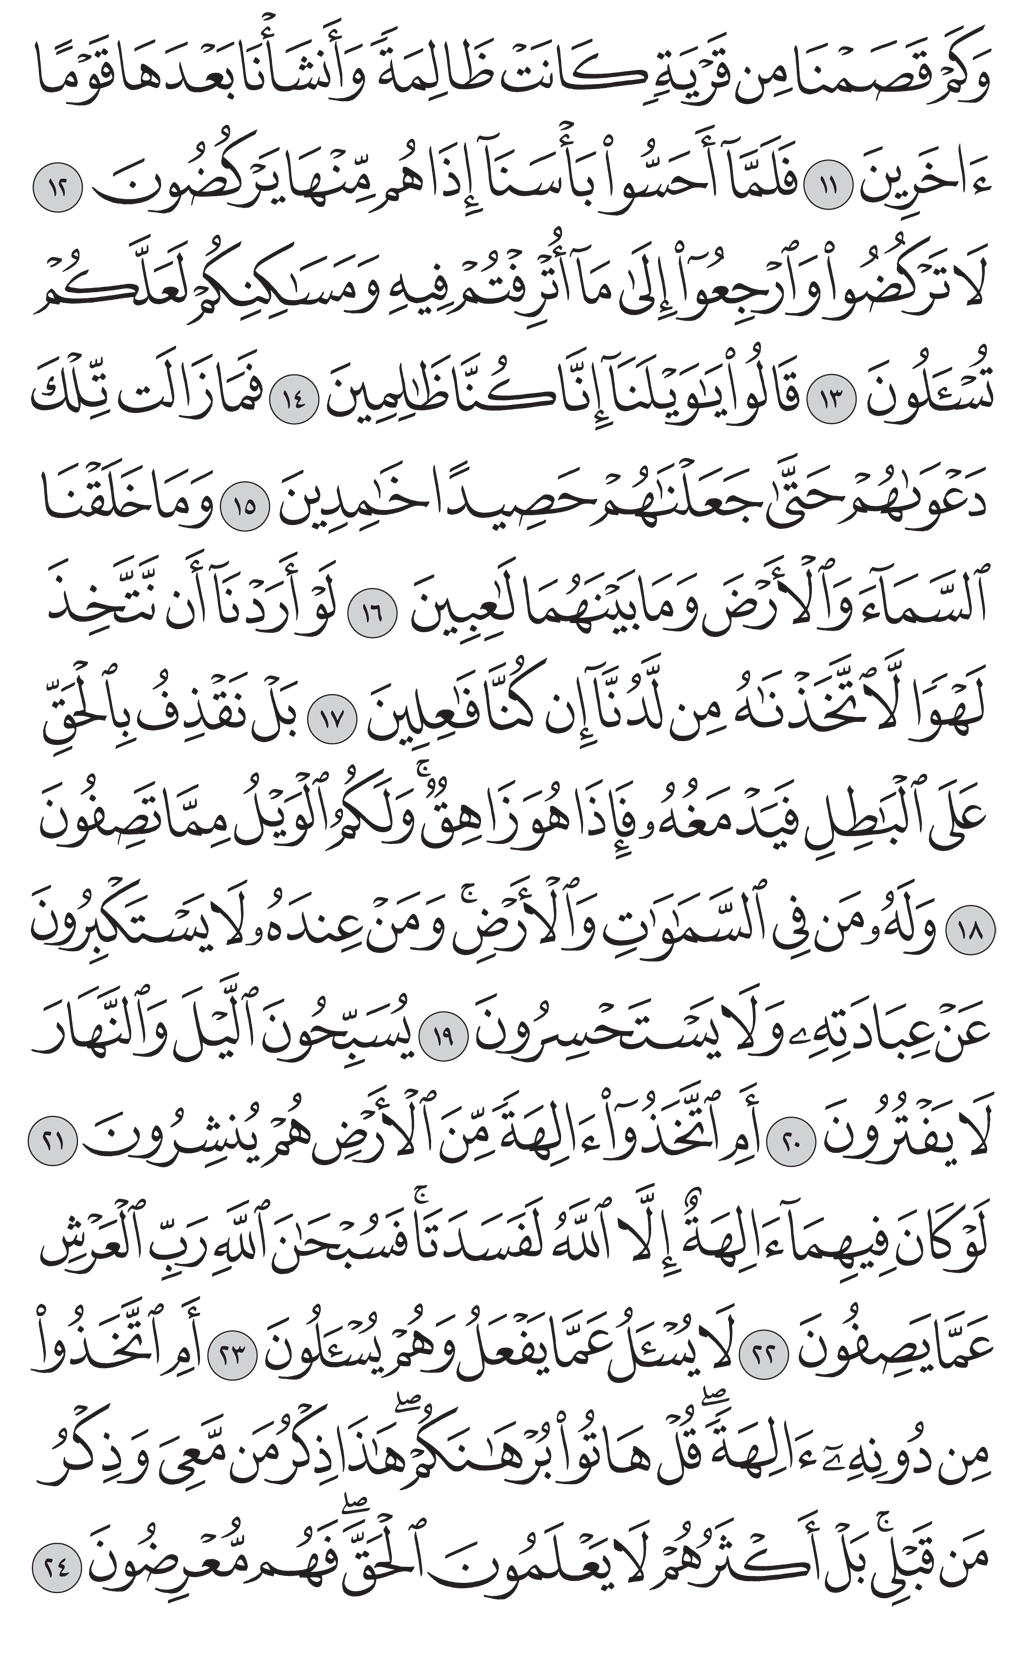 وَكَمْ قَصَمْنَا مِن قَرْيَةٍ كَانَتْ ظَالِمَةً وَأَنشَأْنَا بَعْدَهَا قَوْمًا
ءَاخَرِينَ ١١ فَلَمَّآ أَحَسُّوا۟ بَأْسَنَآ إِذَا هُم مِّنْهَا يَرْكُضُونَ ١٢
لَا تَرْكُضُوا۟ وَٱرْجِعُوٓا۟ إِلَىٰ مَآ أُتْرِفْتُمْ فِيهِ وَمَسَـٰكِنِكُمْ لَعَلَّكُمْ
تُسْـَٔلُونَ ١٣ قَالُوا۟ يَـٰوَيْلَنَآ إِنَّا كُنَّا ظَـٰلِمِينَ ١٤ فَمَا زَالَت تِّلْكَ
دَعْوَىٰهُمْ حَتَّىٰ جَعَلْنَـٰهُمْ حَصِيدًا خَـٰمِدِينَ ١٥ وَمَا خَلَقْنَا
ٱلسَّمَآءَ وَٱلْأَرْضَ وَمَا بَيْنَهُمَا لَـٰعِبِينَ ١٦ لَوْ أَرَدْنَآ أَن نَّتَّخِذَ
لَهْوًا لَّٱتَّخَذْنَـٰهُ مِن لَّدُنَّآ إِن كُنَّا فَـٰعِلِينَ ١٧ بَلْ نَقْذِفُ بِٱلْحَقِّ
عَلَى ٱلْبَـٰطِلِ فَيَدْمَغُهُۥ فَإِذَا هُوَ زَاهِقٌ ۚ وَلَكُمُ ٱلْوَيْلُ مِمَّا تَصِفُونَ
١٨ وَلَهُۥ مَن فِى ٱلسَّمَـٰوَٰتِ وَٱلْأَرْضِ ۚ وَمَنْ عِندَهُۥ لَا يَسْتَكْبِرُونَ
عَنْ عِبَادَتِهِۦ وَلَا يَسْتَحْسِرُونَ ١٩ يُسَبِّحُونَ ٱلَّيْلَ وَٱلنَّهَارَ
لَا يَفْتُرُونَ ٢٠ أَمِ ٱتَّخَذُوٓا۟ ءَالِهَةً مِّنَ ٱلْأَرْضِ هُمْ يُنشِرُونَ ٢١
لَوْ كَانَ فِيهِمَآ ءَالِهَةٌ إِلَّا ٱللَّهُ لَفَسَدَتَا ۚ فَسُبْحَـٰنَ ٱللَّهِ رَبِّ ٱلْعَرْشِ
عَمَّا يَصِفُونَ ٢٢ لَا يُسْـَٔلُ عَمَّا يَفْعَلُ وَهُمْ يُسْـَٔلُونَ ٢٣ أَمِ ٱتَّخَذُوا۟
مِن دُونِهِۦٓ ءَالِهَةً ۖ قُلْ هَاتُوا۟ بُرْهَـٰنَكُمْ ۖ هَـٰذَا ذِكْرُ مَن مَّعِىَ وَذِكْرُ
مَن قَبْلِى ۚ بَلْ أَكْثَرُهُمْ لَا يَعْلَمُونَ ٱلْحَقَّ ۖ فَهُم مُّعْرِضُونَ ٢٤